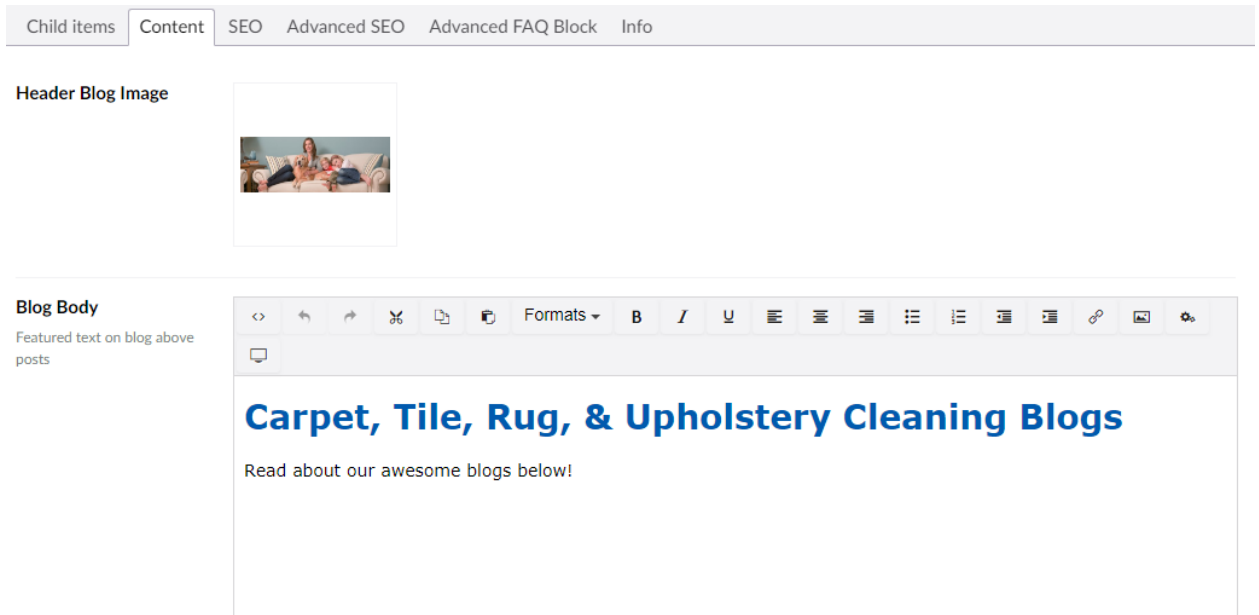 Child items Content SEO Advanced SEO Advanced FAQ Block Info
Header Blog Image
Blog Body
Featured text on blog above
posts
Formats
B I U
Carpet, Tile, Rug, & Upholstery Cleaning Blogs
Read about our awesome blogs below!